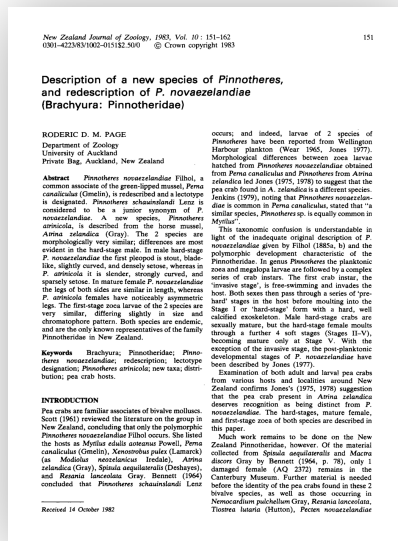 New Zealand Journal of Zoology, 1983, Vol. 10 : 151-162
0301-4223/83/1002-0151$2.50/0 © Crown copyright 1983
151
Description of a new species of Pinnotheres,
and redescription of P. novaezelandiae
(Brachyura: Pinnotheridae)
RODERIC D. M. PAGE
Department of Zoology
University of Auckland
Private Bag, Auckland, New Zealand
Abstract Pinnotheres novaezelandiae Filhol, a
common associate of the green-lipped mussel, Perna
canaliculus (Gmelin), is redescribed and a lectotype
is designated. Pinnotheres schauinslandi Lenz is
considered to be a junior synonym of P.
novaezelandiae. A new species, Pinnotheres
atrinicola, is described from the horse mussel,
Atrina zelandica (Gray). The 2 species are
morphologically very similar; differences are most
evident in the hard-stage male. In male hard-stage
P. novaezelandiae the first pleopod is stout, blade-
like, slightly curved, and densely setose, whereas in
P. atrinicola it is slender, strongly curved, and
sparsely setose. In mature female P. novaezelandiae
the legs of both sides are similar in length, whereas
P. atrinicola females have noticeably asymmetric
legs. The first-stage zoea larvae of the 2 species are
very similar, differing slightly in size and
chromatophore pattern. Both species are endemic,
and are the only known representatives of the family
Pinnotheridae in New Zealand.
Keywords Brachyura; Pinnotheridae; Pinno-
theres novaezelandiae; redescription; lectotype
designation; Pinnotheres atrinicola; new taxa; distri-
bution; pea crab hosts.
INTRODUCTION
Pea crabs are familiar associates of bivalve molluscs.
Scott (1961) reviewed the literature on the group in
New Zealand, concluding that only the polymorphic
Pinnotheres novaezelandiae Filhol occurs. She listed
the hosts as Mytilus edulis aoteanus Powell, Perna
canaliculus (Gmelin), Xenostrobus pulex (Lamarck)
(as Modiolus neozelanicus Iredale), Atrina
zelandica (Gray), Spisula aequilateralis (Deshayes),
and Resania lanceolata Gray. Bennett (1964)
concluded that Pinnotheres schauinslandi Lenz
Received 14 October 1982
occurs; and indeed, larvae of 2 species of
Pinnotheres have been reported from Wellington
Harbour plankton (Wear 1965, Jones 1977).
Morphological differences between zoea larvae
hatched from Pinnotheres novaezelandiae obtained
from Perna canaliculus and Pinnotheres from Atrina
zelandica led Jones (1975, 1978) to suggest that the
pea crab found in A. zelandica is a different species.
Jenkins (1979), noting that Pinnotheres novaezelan-
diae is common in Perna canaliculus, stated that "a
similar species, Pinnotheres sp. is equally common in
Mytilus".
This taxonomic confusion is understandable in
light of the inadequate original description of P.
novaezelandiae given by Filhol (1885a, b) and the
polymorphic development characteristic of the
Pinnotheridae. In genus Pinnotheres the planktonic
zoea and megalopa larvae are followed by a complex
series of crab instars. The first crab instar, the
'invasive stage', is free-swimming and invades the
host. Both sexes then pass through a series of 'pre-
hard' stages in the host before moulting into the
Stage I or 'hard-stage' form with a hard, well
calcified exoskeleton. Male hard-stage crabs are
sexually mature, but the hard-stage female moults
through a further 4 soft stages (Stages II–V),
becoming mature only at Stage V. With the
exception of the invasive stage, the post-planktonic
developmental stages of P. novaezelandiae have
been described by Jones (1977).
Examination of both adult and larval pea crabs
from various hosts and localities around New
Zealand confirms Jones's (1975, 1978) suggestion
that the pea crab present in Atrina zelandica
deserves recognition as being distinct from P.
novaezelandiae. The hard-stages, mature female,
and first-stage zoea of both species are described in
this paper.
Much work remains to be done on the New
Zealand Pinnotheridae, however. Of the material
collected from Spisula aequilateralis and Mactra
discors Gray by Bennett (1964, p. 78), only 1
damaged female (AQ 2372) remains in the
Canterbury Museum. Further material is needed
before the identity of the pea crabs found in these 2
bivalve species, as well as those occurring in
Nemocardium pulchellum Gray, Resania lanceolata,
Tiostrea lutaria (Hutton), Pecten novaezelandiae